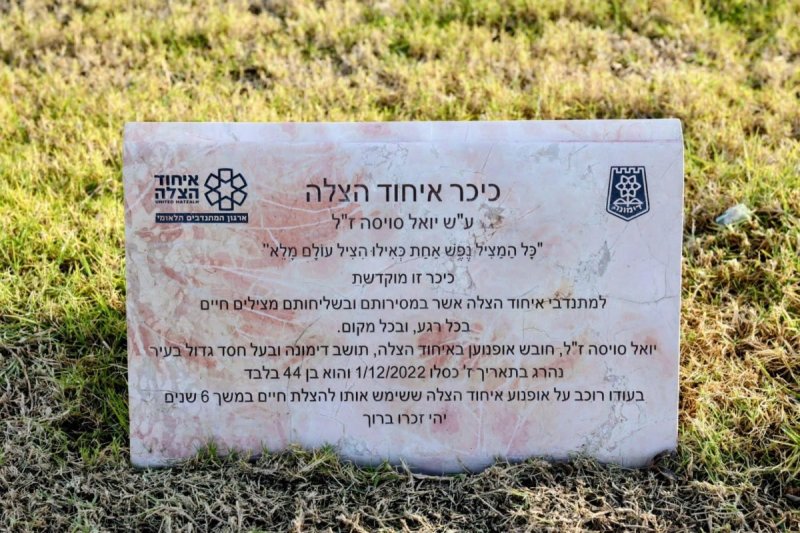 איחוד
הצלה
UNITED HATZALAH
ארגון המתנדבים הלאומי
דימונה
כיכר איחוד הצלה
ע"ש יואל סויסה ז"ל
"כָּל הַמַּצִּיל נֶפֶשׁ אַחַת כְּאִילּוּ הִצִּיל עוֹלָם מָלֵא"
כיכר זו מוקדשת
למתנדבי איחוד הצלה אשר במסירותם ובשליחותם מצילים חיים
בכל רגע, ובכל מקום.
יואל סויסה ז"ל, חובש אופנוען באיחוד הצלה, תושב דימונה ובעל חסד גדול בעיר
נהרג בתאריך ז' כסלו 1/12/2022 והוא בן 44 בלבד
בעודו רוכב על אופנוע איחוד הצלה ששימש אותו להצלת חיים במשך 6 שנים
יהי זכרו ברוך